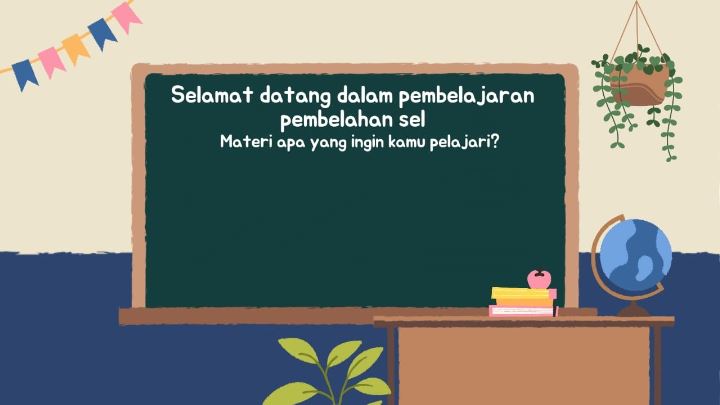 Selamat datang dalam pembelajaran
pembelahan sel
Materi apa yang ingin kamu pelajari?